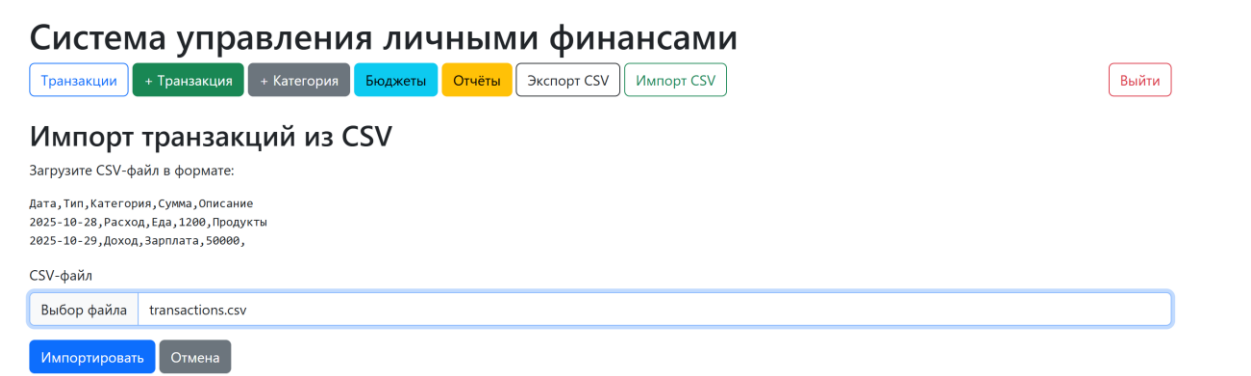 Система управления личными финансами
Транзакции + Транзакция + Категория Бюджеты Отчёты Экспорт CSV Импорт CSV Выйти
Импорт транзакций из CSV
Загрузите CSV-файл в формате:
Дата,Тип,Категория,Сумма,Описание
2025-10-28,Расход,Еда,1200,Продукты
2025-10-29,Доход,Зарплата,50000,
CSV-файл
Выбор файла transactions.csv
Импортировать Отмена